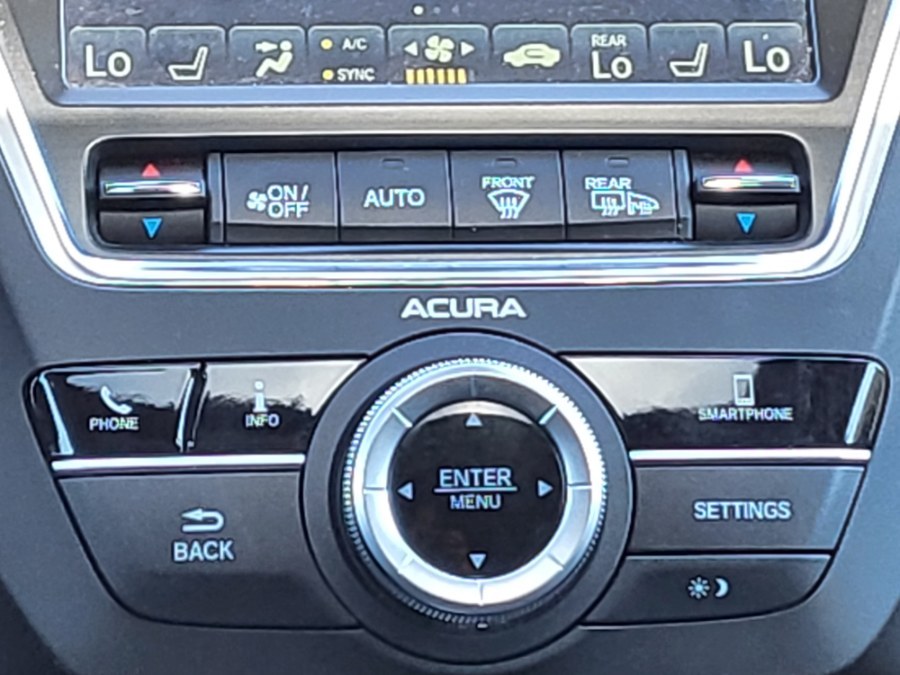 Lo
A/C
SYNC
REAR
Lo
Lo
ON/
OFF
AUTO
FRONT
REAR
ACURA
PHONE
INFO
SMARTPHONE
ENTER
MENU
BACK
SETTINGS